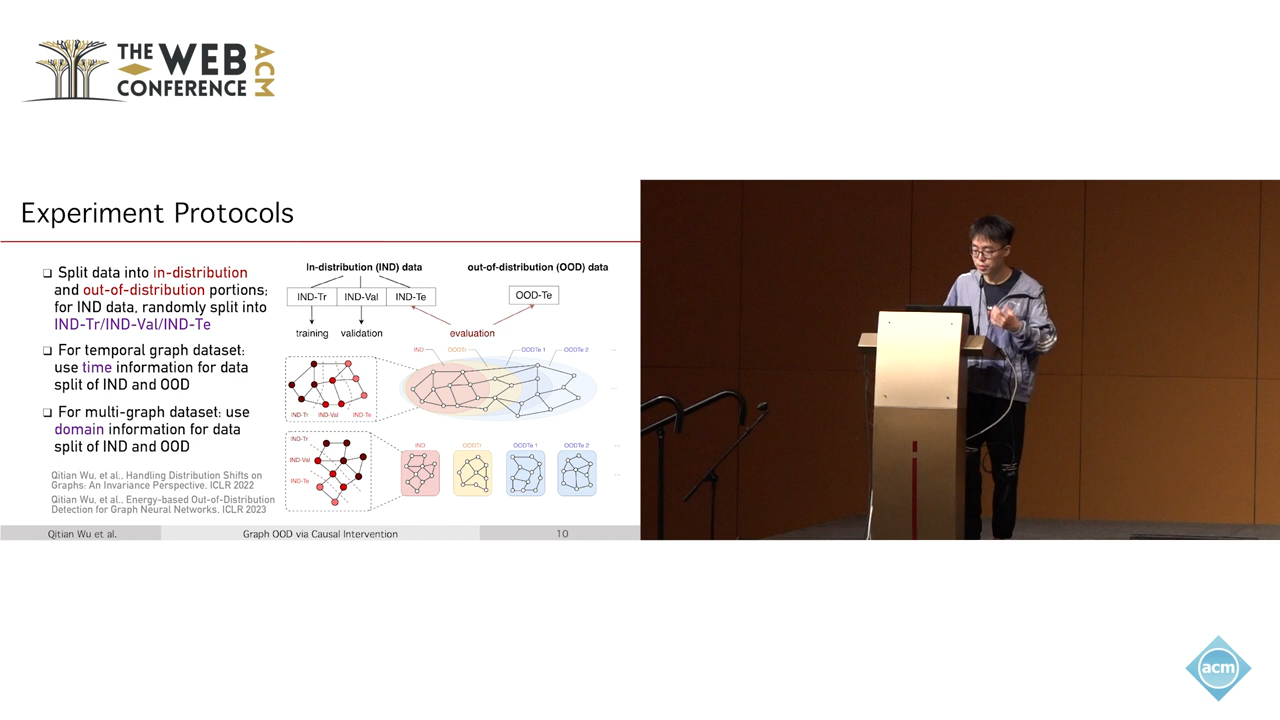 THE WEB
CONFERENCE
ACM
Experiment Protocols
❑ Split data into in-distribution
and out-of-distribution portions;
for IND data, randomly split into
IND-Tr/IND-Val/IND-Te
❑ For temporal graph dataset:
use time information for data
split of IND and OOD
❑ For multi-graph dataset: use
domain information for data
split of IND and OOD
Qitian Wu, et al., Handling Distribution Shifts on
Graphs: An Invariance Perspective, ICLR 2022
Qitian Wu, et al., Energy-based Out-of-Distribution
Detection for Graph Neural Networks, ICLR 2023
In-distribution (IND) data
out-of-distribution (OOD) data
IND-Tr IND-Val IND-Te
OOD-Te
training validation evaluation
IND OODTr OODTe 1 OODTe 2 ...
...
IND-Tr IND-Val IND-Te
IND-Tr
IND-Val
IND-Te
IND OODTr OODTe 1 OODTe 2 ...
...
Qitian Wu et al. Graph OOD via Causal Intervention 10
acm